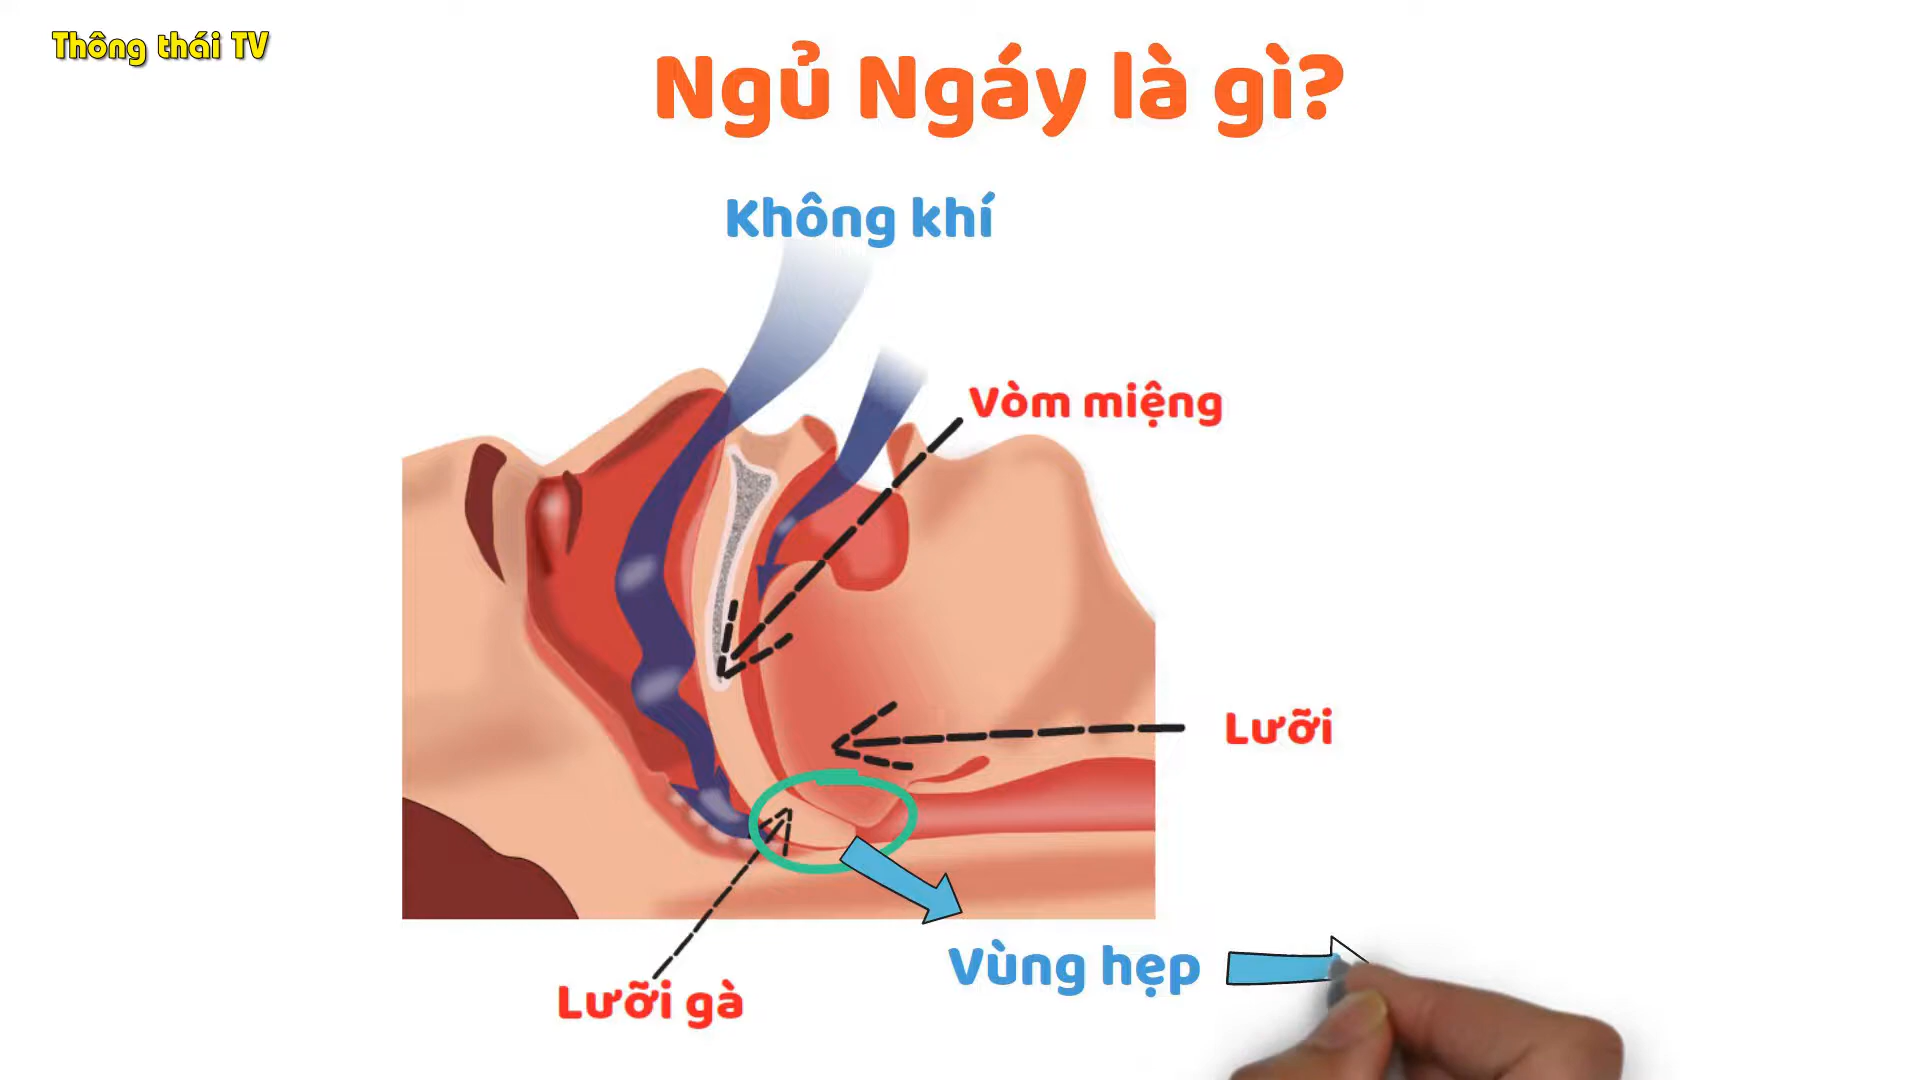 Thông thái TV
Ngủ Ngáy là gì?
Không khí
Vòm miệng
Lưỡi
Vùng hẹp
Lưỡi gà